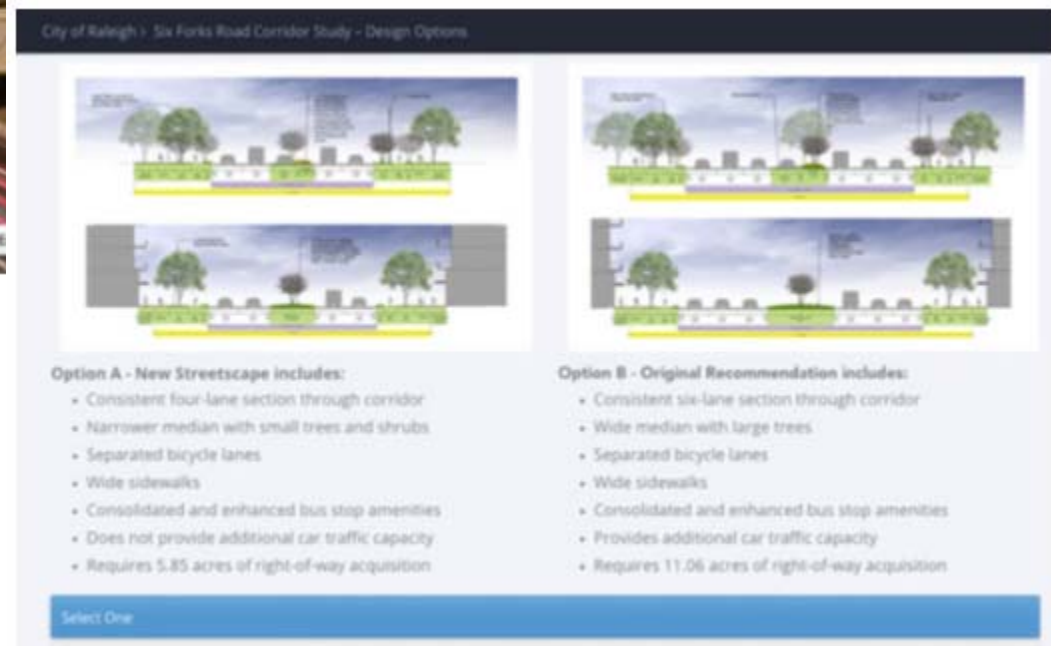 City of Raleigh > Six Forks Road Corridor Study - Design Options
Option A - New Streetscape includes:
• Consistent four-lane section through corridor
• Narrower median with small trees and shrubs
• Separated bicycle lanes
• Wide sidewalks
• Consolidated and enhanced bus stop amenities
• Does not provide additional car traffic capacity
• Requires 5.85 acres of right-of-way acquisition
Option B - Original Recommendation includes:
• Consistent six-lane section through corridor
• Wide median with large trees
• Separated bicycle lanes
• Wide sidewalks
• Consolidated and enhanced bus stop amenities
• Provides additional car traffic capacity
• Requires 11.06 acres of right-of-way acquisition
Select One